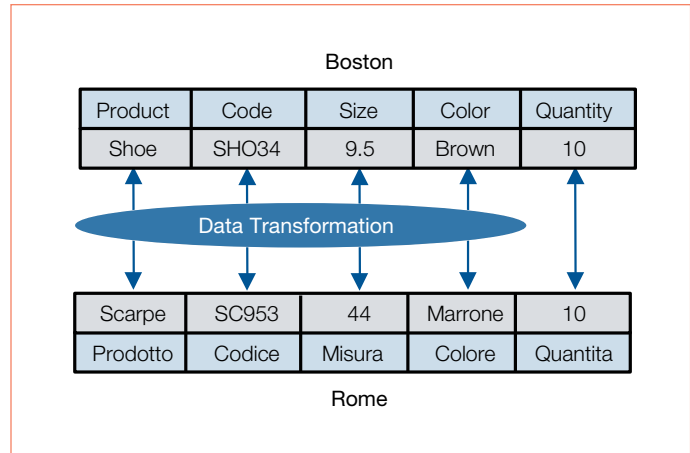 Boston
Product Code Size Color Quantity
Shoe SHO34 9.5 Brown 10
Data Transformation
Scarpe SC953 44 Marrone 10
Prodotto Codice Misura Colore Quantita
Rome